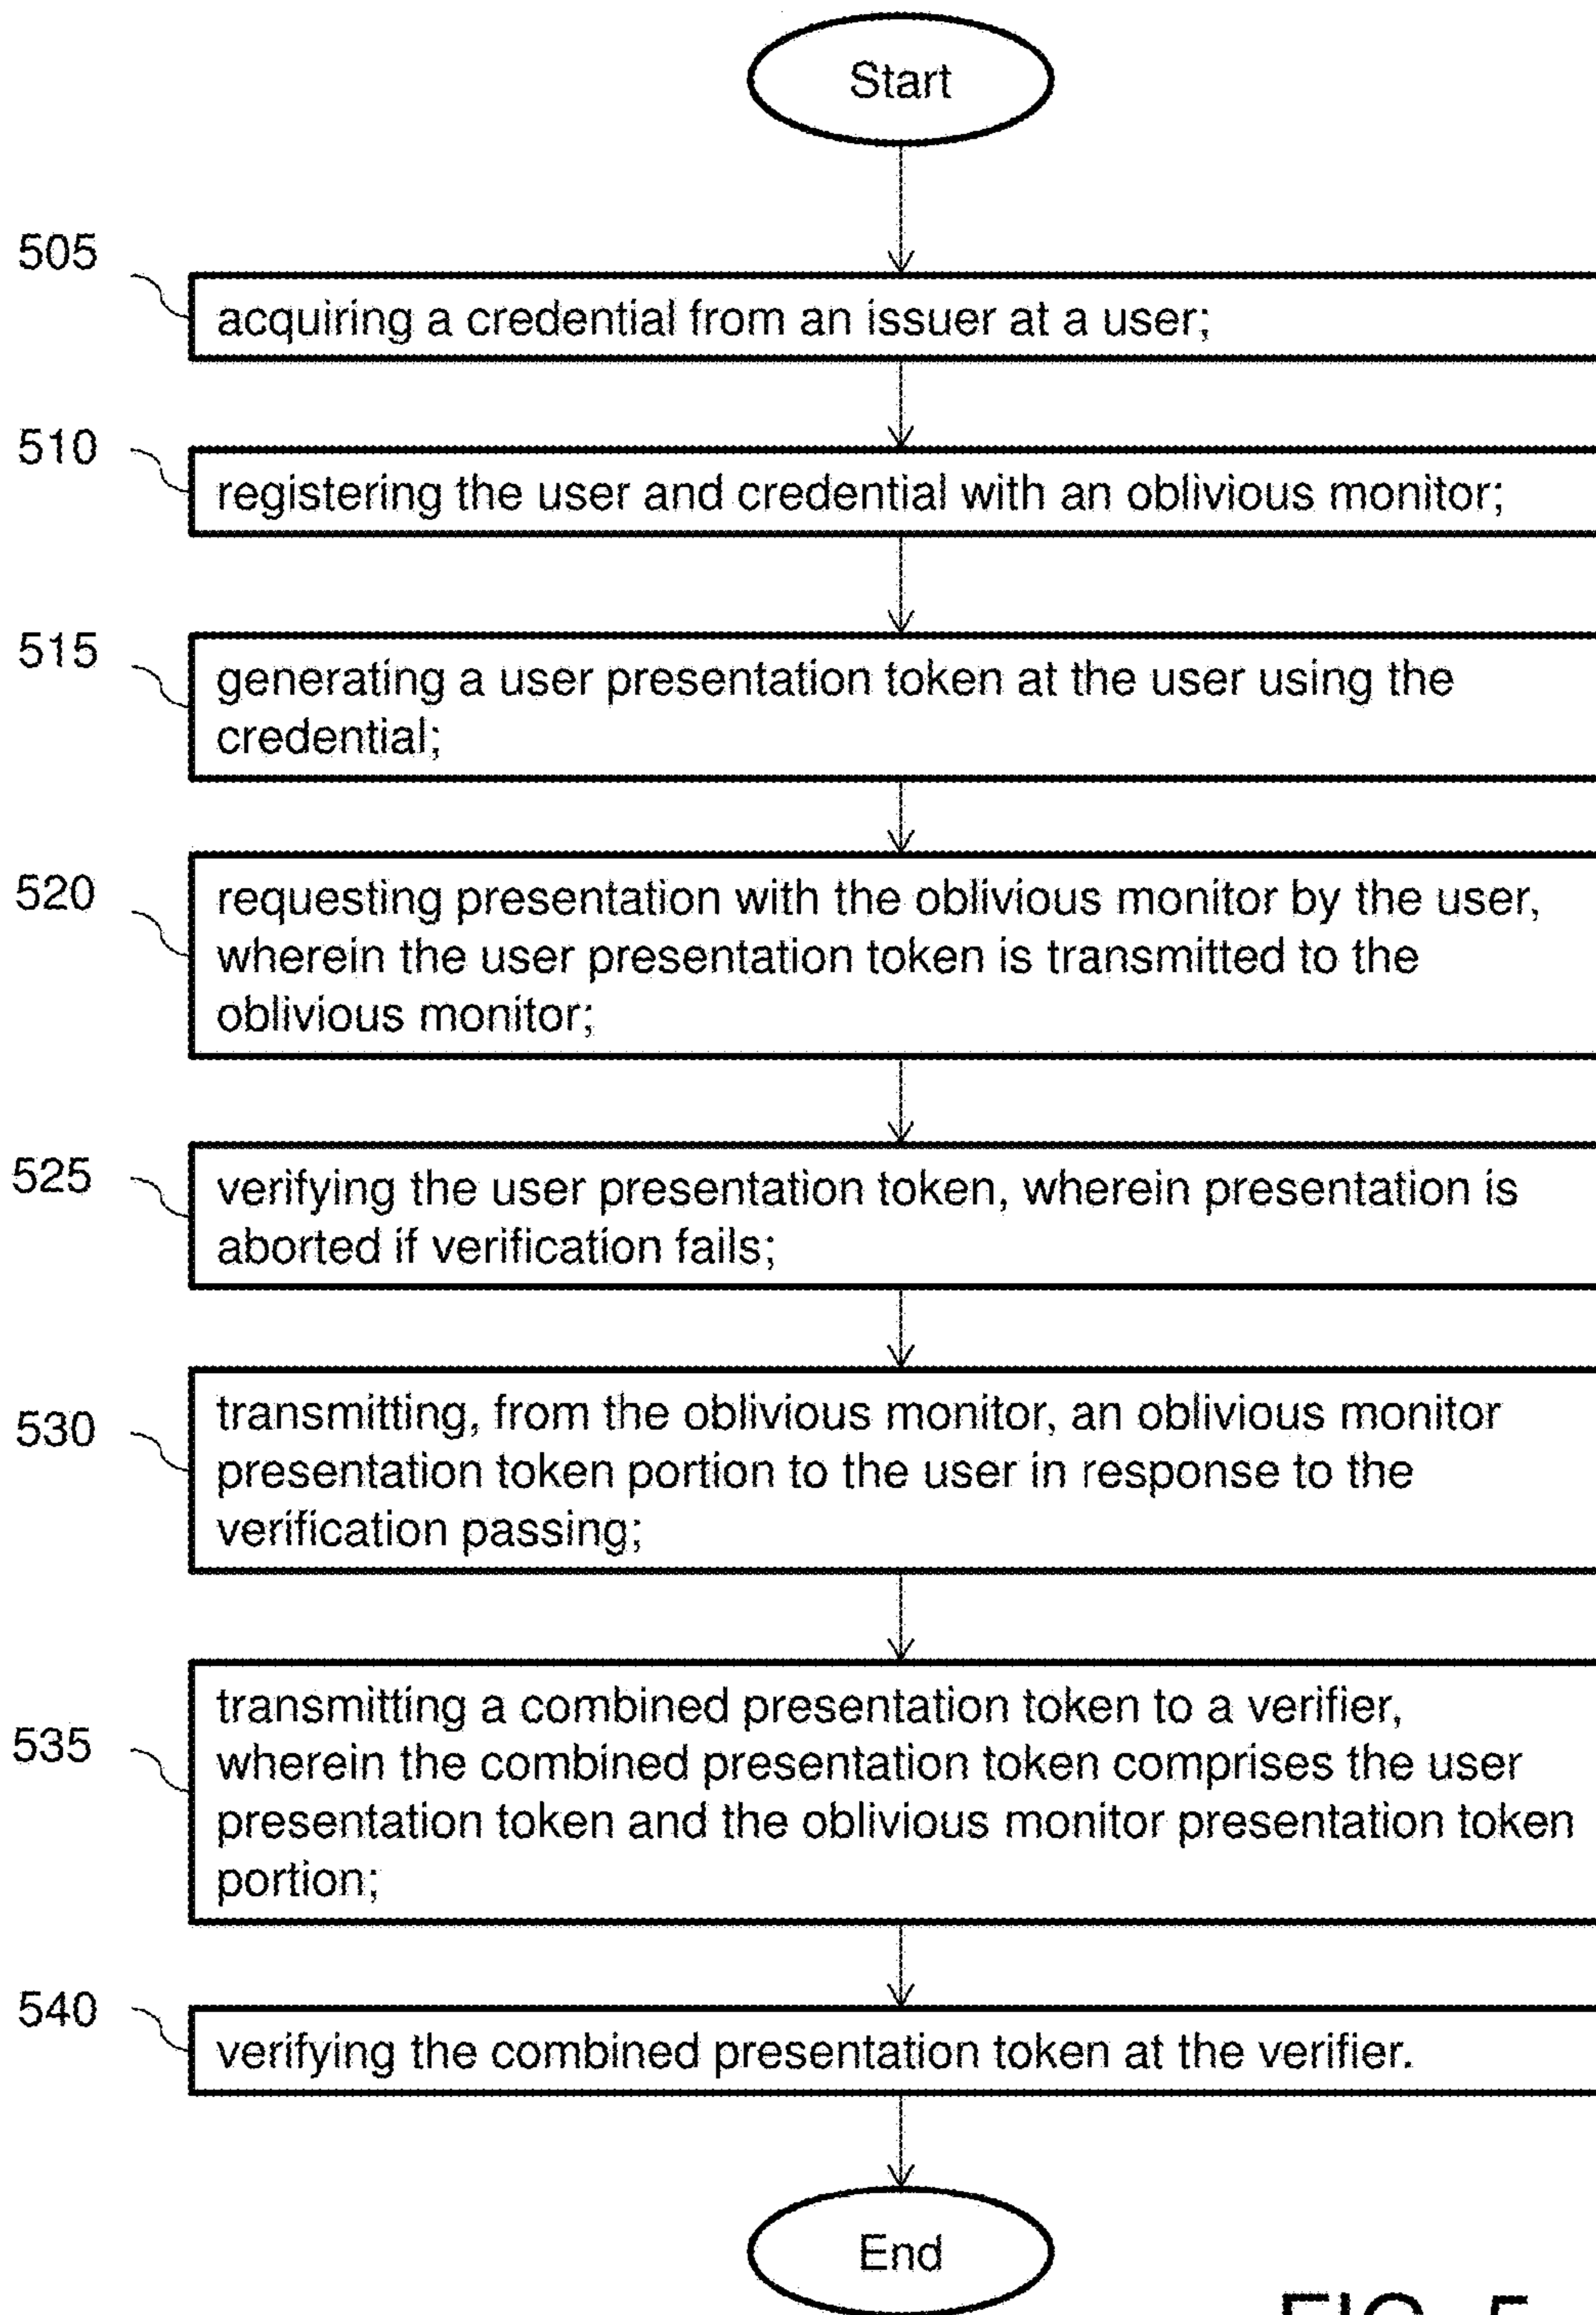 Start
505
acquiring a credential from an issuer at a user;
510
registering the user and credential with an oblivious monitor;
515
generating a user presentation token at the user using the
credential;
520
requesting presentation with the oblivious monitor by the user,
wherein the user presentation token is transmitted to the
oblivious monitor;
525
verifying the user presentation token, wherein presentation is
aborted if verification fails;
530
transmitting, from the oblivious monitor, an oblivious monitor
presentation token portion to the user in response to the
verification passing;
535
transmitting a combined presentation token to a verifier,
wherein the combined presentation token comprises the user
presentation token and the oblivious monitor presentation token
portion;
540
verifying the combined presentation token at the verifier.
End
FIG. 5